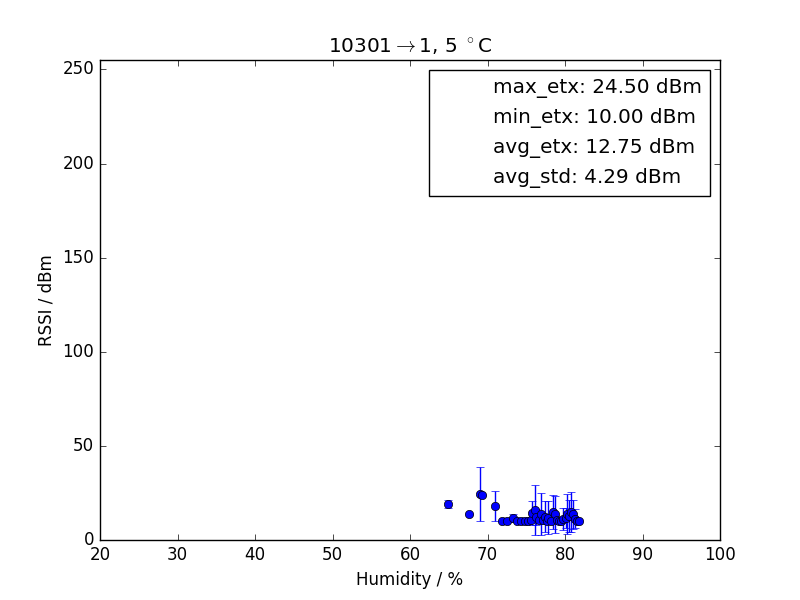 10301→1, 5 °C
max_etx: 24.50 dBm
min_etx: 10.00 dBm
avg_etx: 12.75 dBm
avg_std: 4.29 dBm
RSSI / dBm
250
200
150
100
50
0
20 30 40 50 60 70 80 90 100
Humidity / %